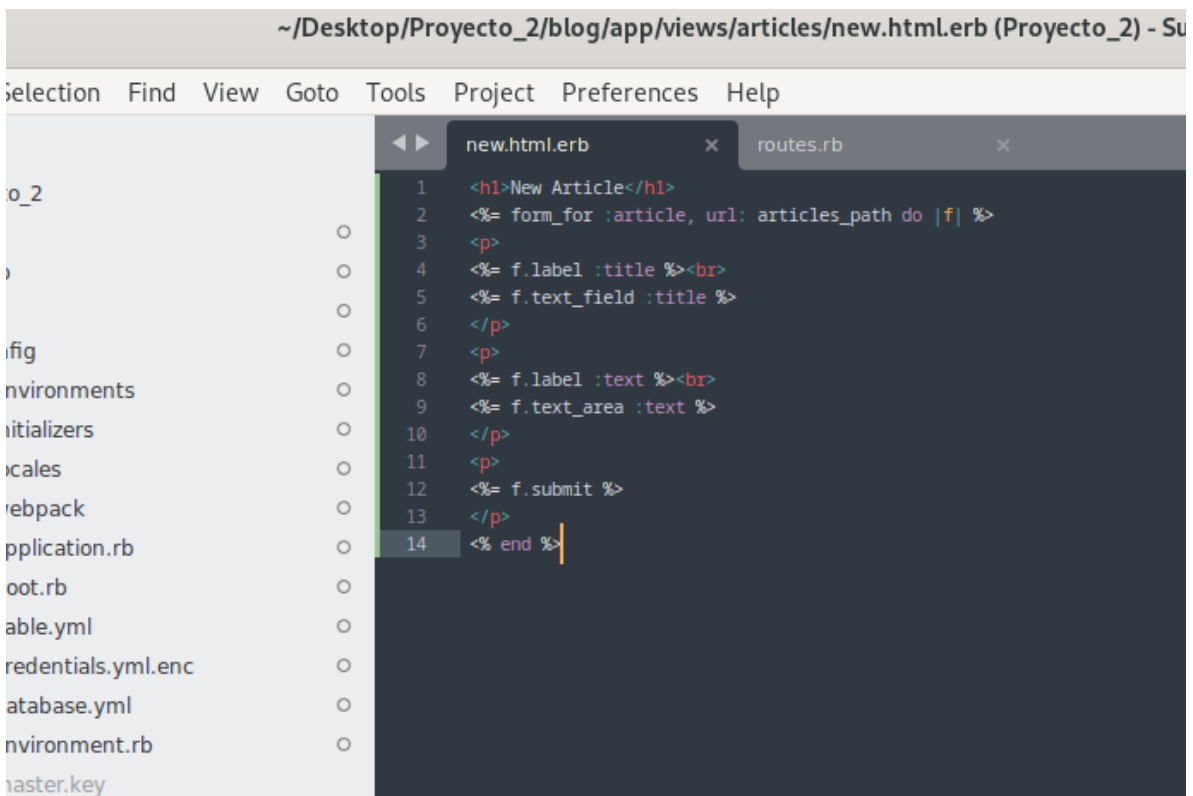 ~/Desktop/Proyecto_2/blog/app/views/articles/new.html.erb (Proyecto_2) - Su
Selection Find View Goto Tools Project Preferences Help
new.html.erb × routes.rb ×
to_2
nfig
nvironments
nitializers
ocales
webpack
pplication.rb
oot.rb
able.yml
redentials.yml.enc
atabase.yml
nvironment.rb
master.key
1 <h1>New Article</h1>
2 <%= form_for :article, url: articles_path do |f| %>
3 <p>
4 <%= f.label :title %><br>
5 <%= f.text_field :title %>
6 </p>
7 <p>
8 <%= f.label :text %><br>
9 <%= f.text_area :text %>
10 </p>
11 <p>
12 <%= f.submit %>
13 </p>
14 <% end %>